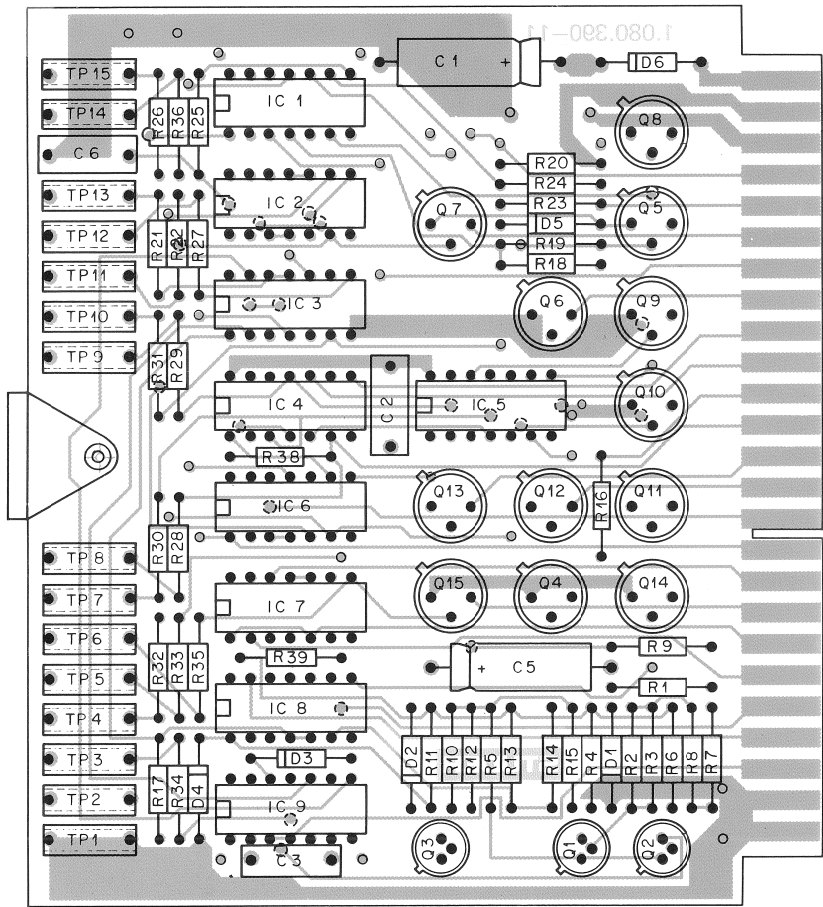 1.080.390-11
C 1 +
D6
TP15
TP14
C 6
TP13
TP12
TP11
TP10
TP 9
R26
R36
R25
IC 1
IC 2
Q7
R20
R24
R23
D5
R19
R18
Q8
Q5
R21
R22
R27
IC 3
Q6
Q9
R31
R29
IC 4
C 2
IC 5
Q10
R38
IC 6
Q13
Q12
R16
Q11
R30
R28
TP 8
TP 7
TP 6
TP 5
TP 4
TP 3
TP 2
TP1
IC 7
Q15
Q4
Q14
R32
R33
R35
R39
+ C 5
R 9
R 1
IC 8
D2
R11
R10
R12
R5
R13
R14
R15
R4
D1
R2
R3
R6
R8
R7
D3
R17
R34
D4
IC 9
C 3
Q3
Q1
Q2